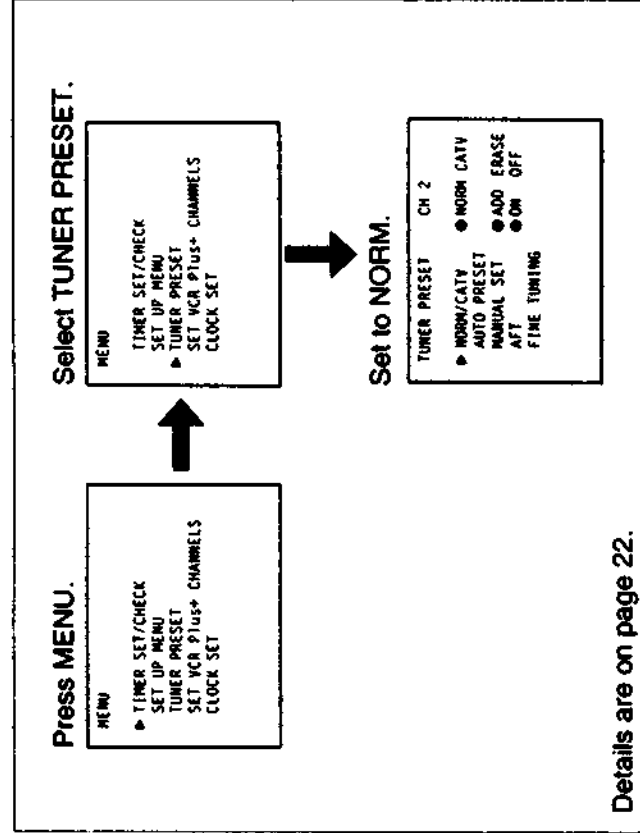 Press MENU.
MENU
▶ TIMER SET/CHECK
SET UP MENU
TUNER PRESET
SET VCR Plus+ CHANNELS
CLOCK SET
Select TUNER PRESET.
MENU
TIMER SET/CHECK
SET UP MENU
▶ TUNER PRESET
SET VCR Plus+ CHANNELS
CLOCK SET
Set to NORM.
TUNER PRESET CH 2
▶ NORM/CATV ●NORM CATV
AUTO PRESET
MANUAL SET ●ADD ERASE
AFT ●ON OFF
FINE TUNING
Details are on page 22.